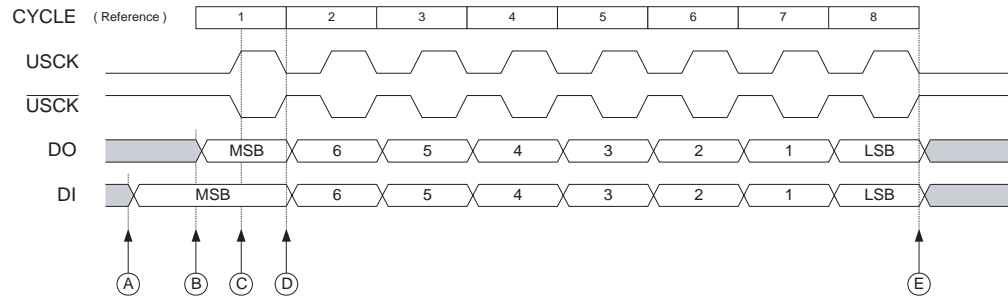 CYCLE ( Reference ) 1 2 3 4 5 6 7 8
USCK
USCK
DO MSB 6 5 4 3 2 1 LSB
DI MSB 6 5 4 3 2 1 LSB
A B C D E